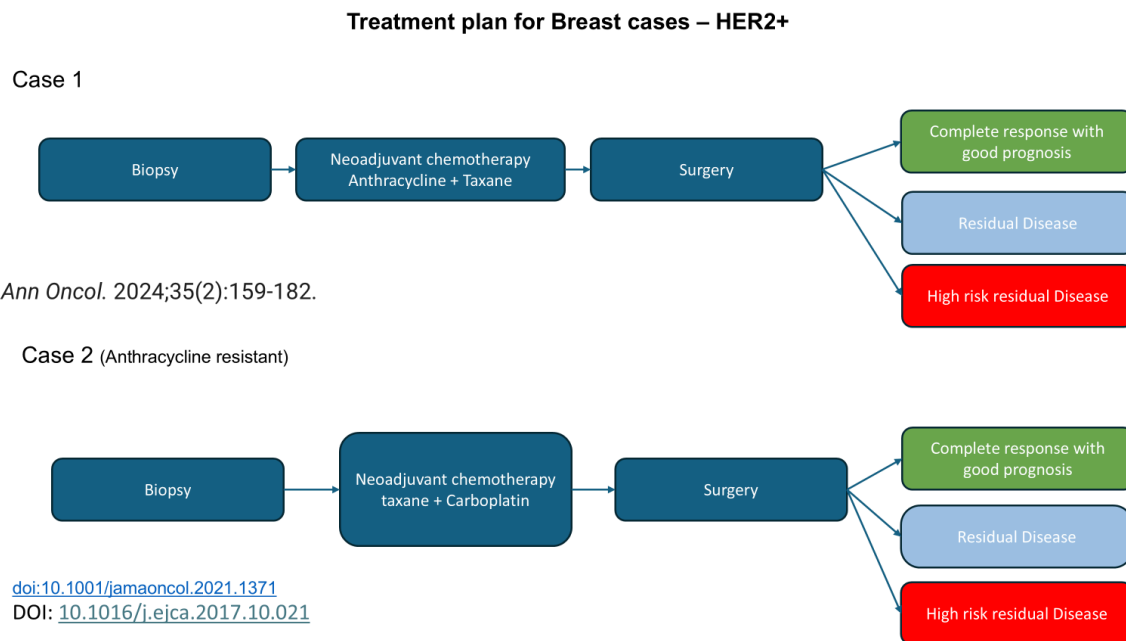 Treatment plan for Breast cases – HER2+
Case 1
Biopsy
Neoadjuvant chemotherapy
Anthracycline + Taxane
Surgery
Complete response with
good prognosis
Residual Disease
High risk residual Disease
Ann Oncol. 2024;35(2):159-182.
Case 2 (Anthracycline resistant)
Biopsy
Neoadjuvant chemotherapy
taxane + Carboplatin
Surgery
Complete response with
good prognosis
Residual Disease
High risk residual Disease
doi:10.1001/jamaoncol.2021.1371
DOI: 10.1016/j.ejca.2017.10.021